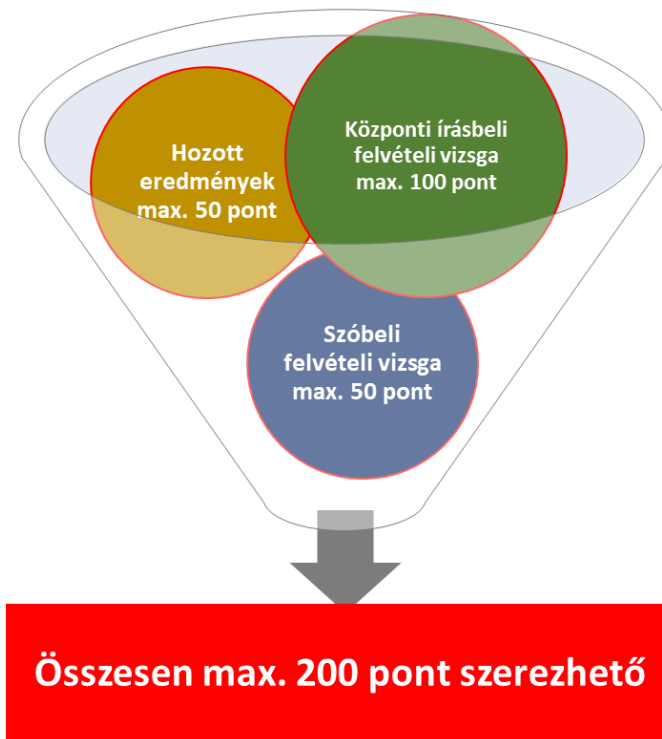 Hozott
eredmények
max. 50 pont
Központi írásbeli
felvételi vizsga
max. 100 pont
Szóbeli
felvételi vizsga
max. 50 pont
Összesen max. 200 pont szerezhető